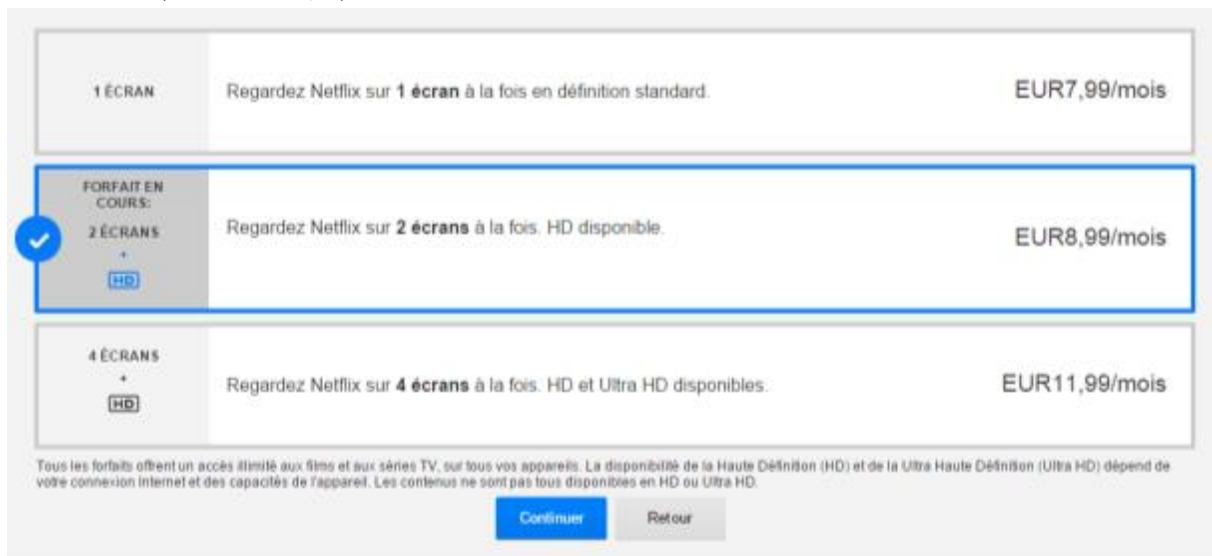 1 ÉCRAN
Regardez Netflix sur 1 écran à la fois en définition standard.
EUR7,99/mois
FORFAIT EN
COURS:
2 ÉCRANS
+
HD
Regardez Netflix sur 2 écrans à la fois. HD disponible.
EUR8,99/mois
4 ÉCRANS
+
HD
Regardez Netflix sur 4 écrans à la fois. HD et Ultra HD disponibles.
EUR11,99/mois
Tous les forfaits offrent un accès illimité aux films et aux séries TV, sur tous vos appareils. La disponibilité de la Haute Définition (HD) et de la Ultra Haute Définition (Ultra HD) dépend de
votre connexion Internet et des capacités de l'appareil. Les contenus ne sont pas tous disponibles en HD ou Ultra HD.
Continuer
Retour